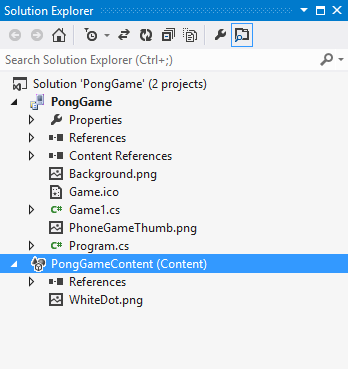 Solution Explorer
Search Solution Explorer (Ctrl+;)
Solution 'PongGame' (2 projects)
PongGame
Properties
References
Content References
Background.png
Game.ico
C# Game1.cs
PhoneGameThumb.png
C# Program.cs
PongGameContent (Content)
References
WhiteDot.png